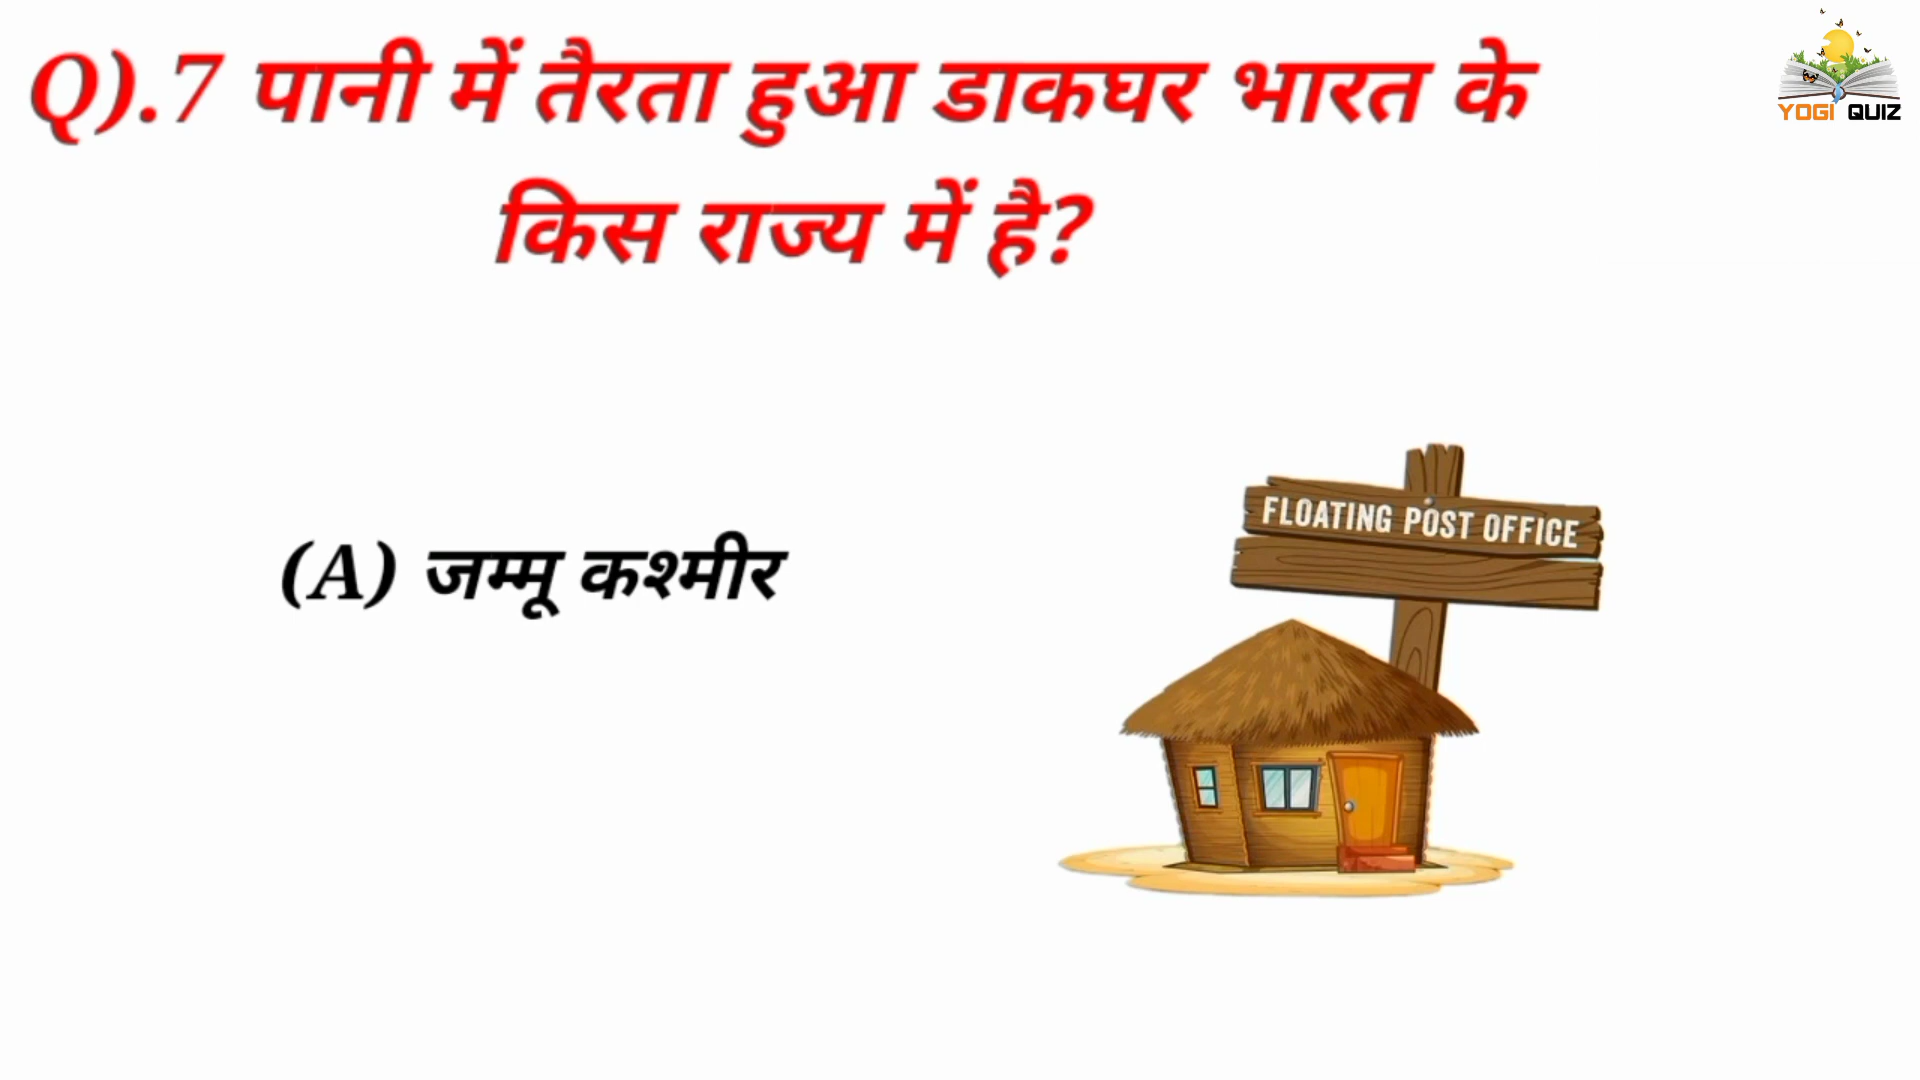 Q).7 पानी में तैरता हुआ डाकघर भारत के
किस राज्य में है?
YOGI QUIZ
(A) जम्मू कश्मीर
FLOATING POST OFFICE